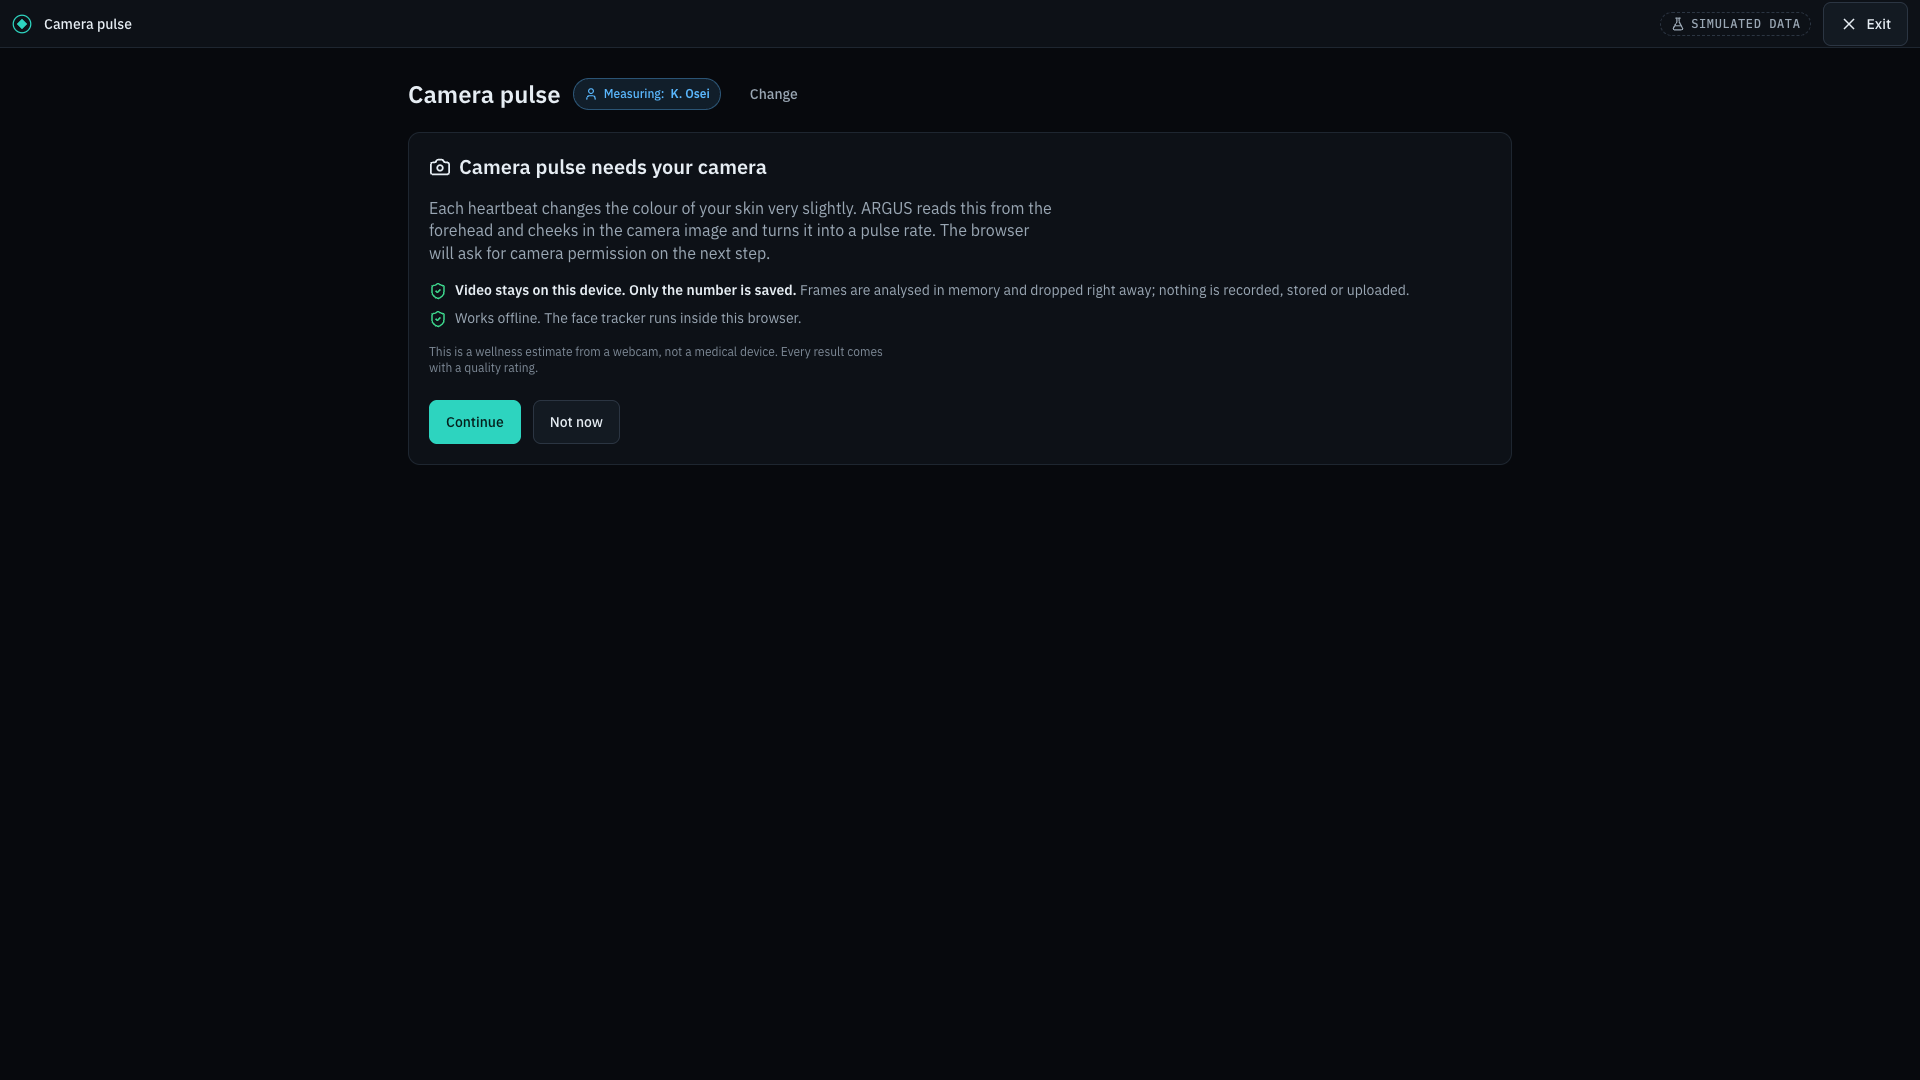 Camera pulse
SIMULATED DATA
Exit
Camera pulse
Measuring: K. Osei
Change
Camera pulse needs your camera
Each heartbeat changes the colour of your skin very slightly. ARGUS reads this from the
forehead and cheeks in the camera image and turns it into a pulse rate. The browser
will ask for camera permission on the next step.
Video stays on this device. Only the number is saved. Frames are analysed in memory and dropped right away; nothing is recorded, stored or uploaded.
Works offline. The face tracker runs inside this browser.
This is a wellness estimate from a webcam, not a medical device. Every result comes
with a quality rating.
Continue
Not now